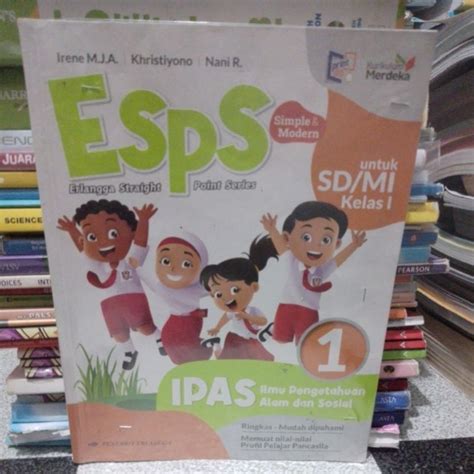 Irene M.J.A. | Khristiyono | Nani R.
Kurikulum
Merdeka
ESPS
Simple &
Modern
Erlangga Straight Point Series
untuk
SD/MI
Kelas I
1
IPAS Ilmu Pengetahuan
Alam dan Sosial
Ringkas - Mudah dipahami
Memuat nilai-nilai
Profil Pelajar Pancasila
PENERBIT ERLANGGA
JUARA
SCIENCE
PEARSON